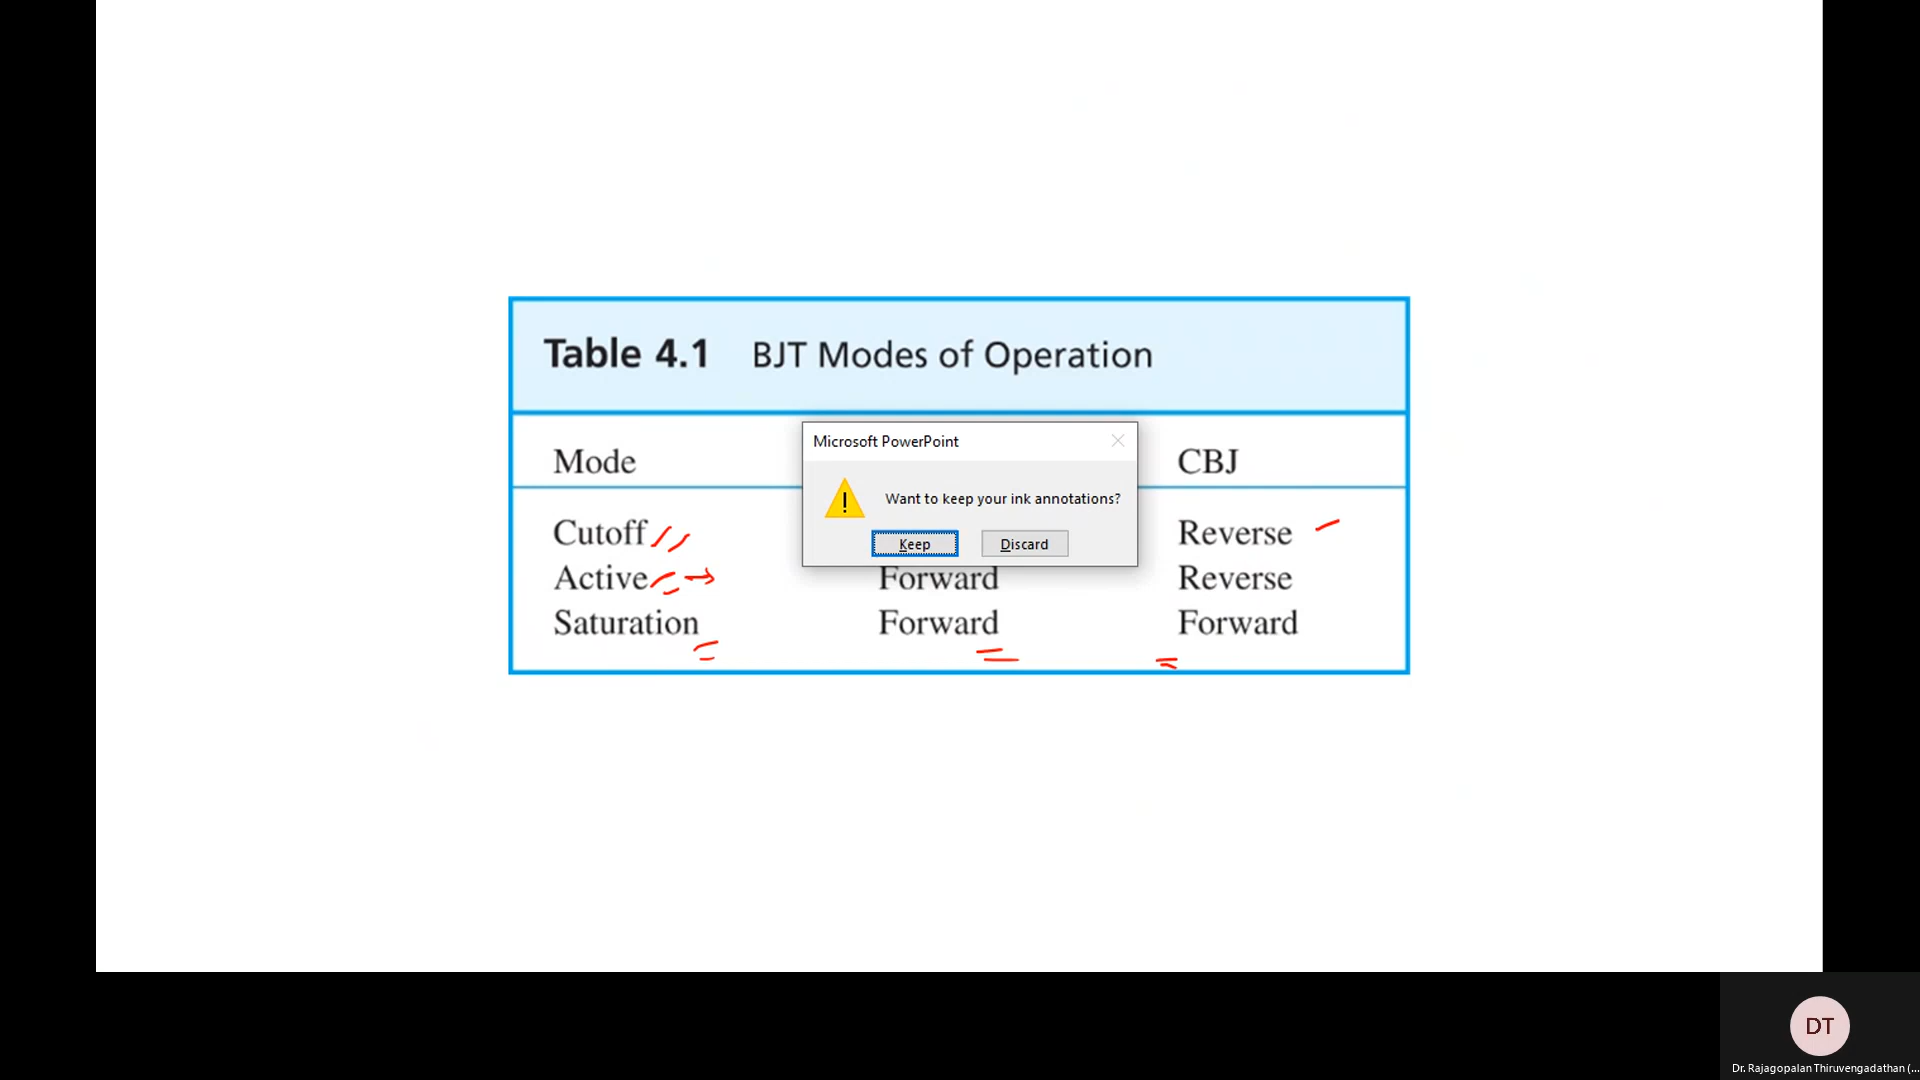 Table 4.1 BJT Modes of Operation
Microsoft PowerPoint
Mode CBJ
Want to keep your ink annotations?
Cutoff Reverse
Keep Discard
Active Forward Reverse
Saturation Forward Forward
DT
Dr. Rajagopalan Thiruvengadathan (...